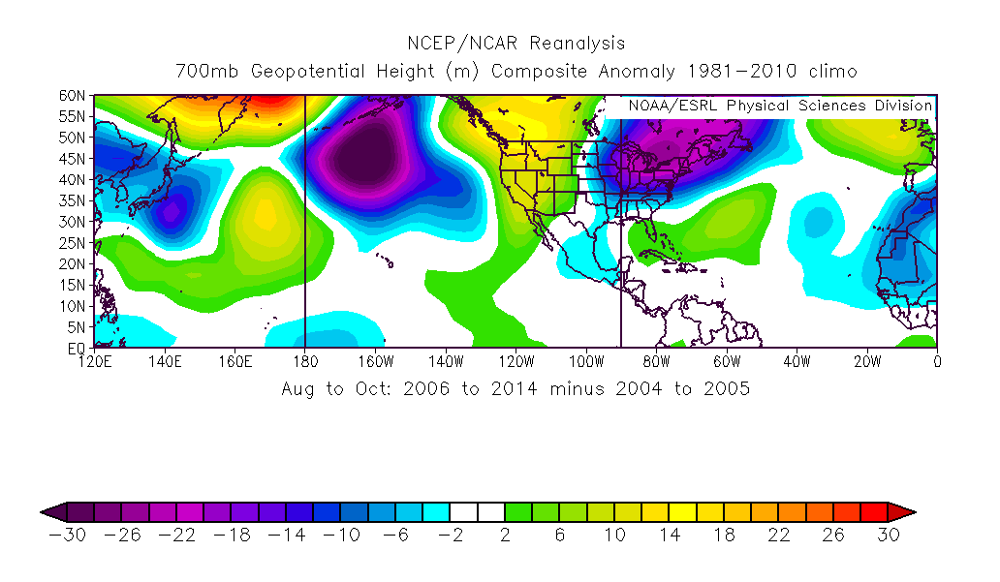 NCEP/NCAR Reanalysis
700mb Geopotential Height (m) Composite Anomaly 1981−2010 climo
NOAA/ESRL Physical Sciences Division
60N
55N
50N
45N
40N
35N
30N
25N
20N
15N
10N
5N
EQ
120E 140E 160E 180 160W 140W 120W 100W 80W 60W 40W 20W 0
Aug to Oct: 2006 to 2014 minus 2004 to 2005
−30 −26 −22 −18 −14 −10 −6 −2 2 6 10 14 18 22 26 30